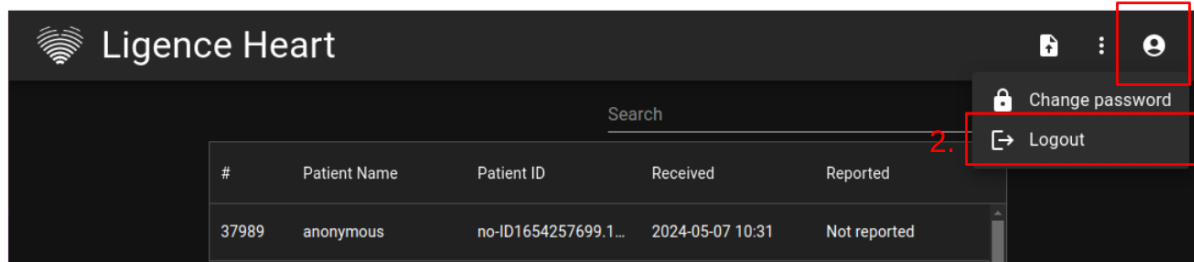 Ligence Heart
Search
Change password
2. Logout
# Patient Name Patient ID Received Reported
37989 anonymous no-ID1654257699.1... 2024-05-07 10:31 Not reported